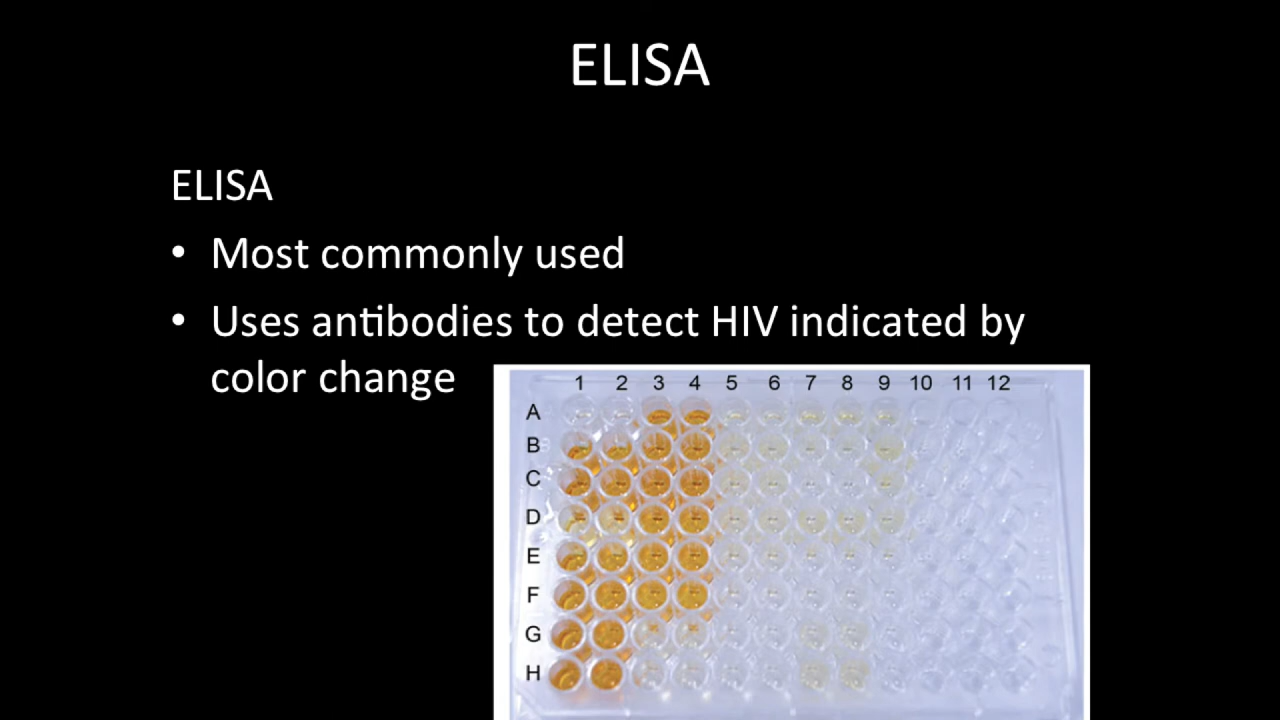 ELISA
ELISA
• Most commonly used
• Uses antibodies to detect HIV indicated by
color change
1 2 3 4 5 6 7 8 9 10 11 12
A
B
C
D
E
F
G
H